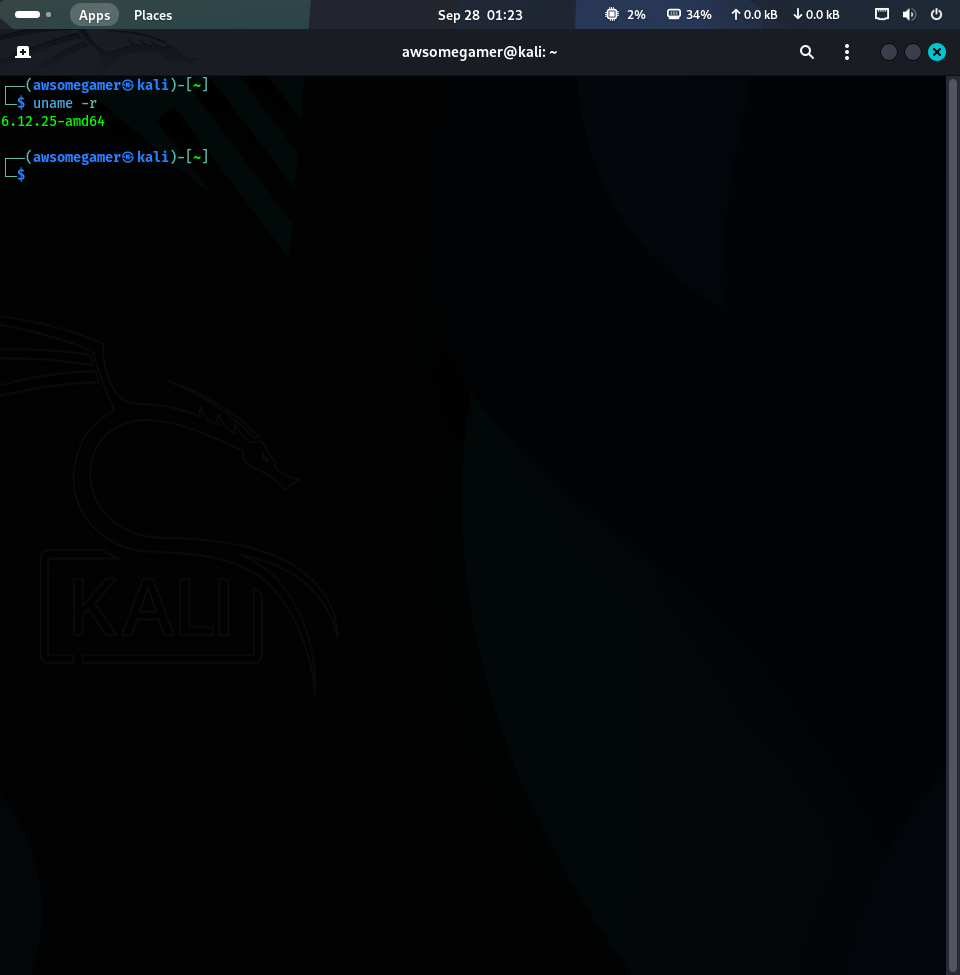 Apps Places Sep 28 01:23 2% 34% 0.0 kB 0.0 kB
awsomegamer@kali: ~
┌──(awsomegamer㉿kali)-[~]
└─$ uname -r
6.12.25-amd64
┌──(awsomegamer㉿kali)-[~]
└─$
KALI